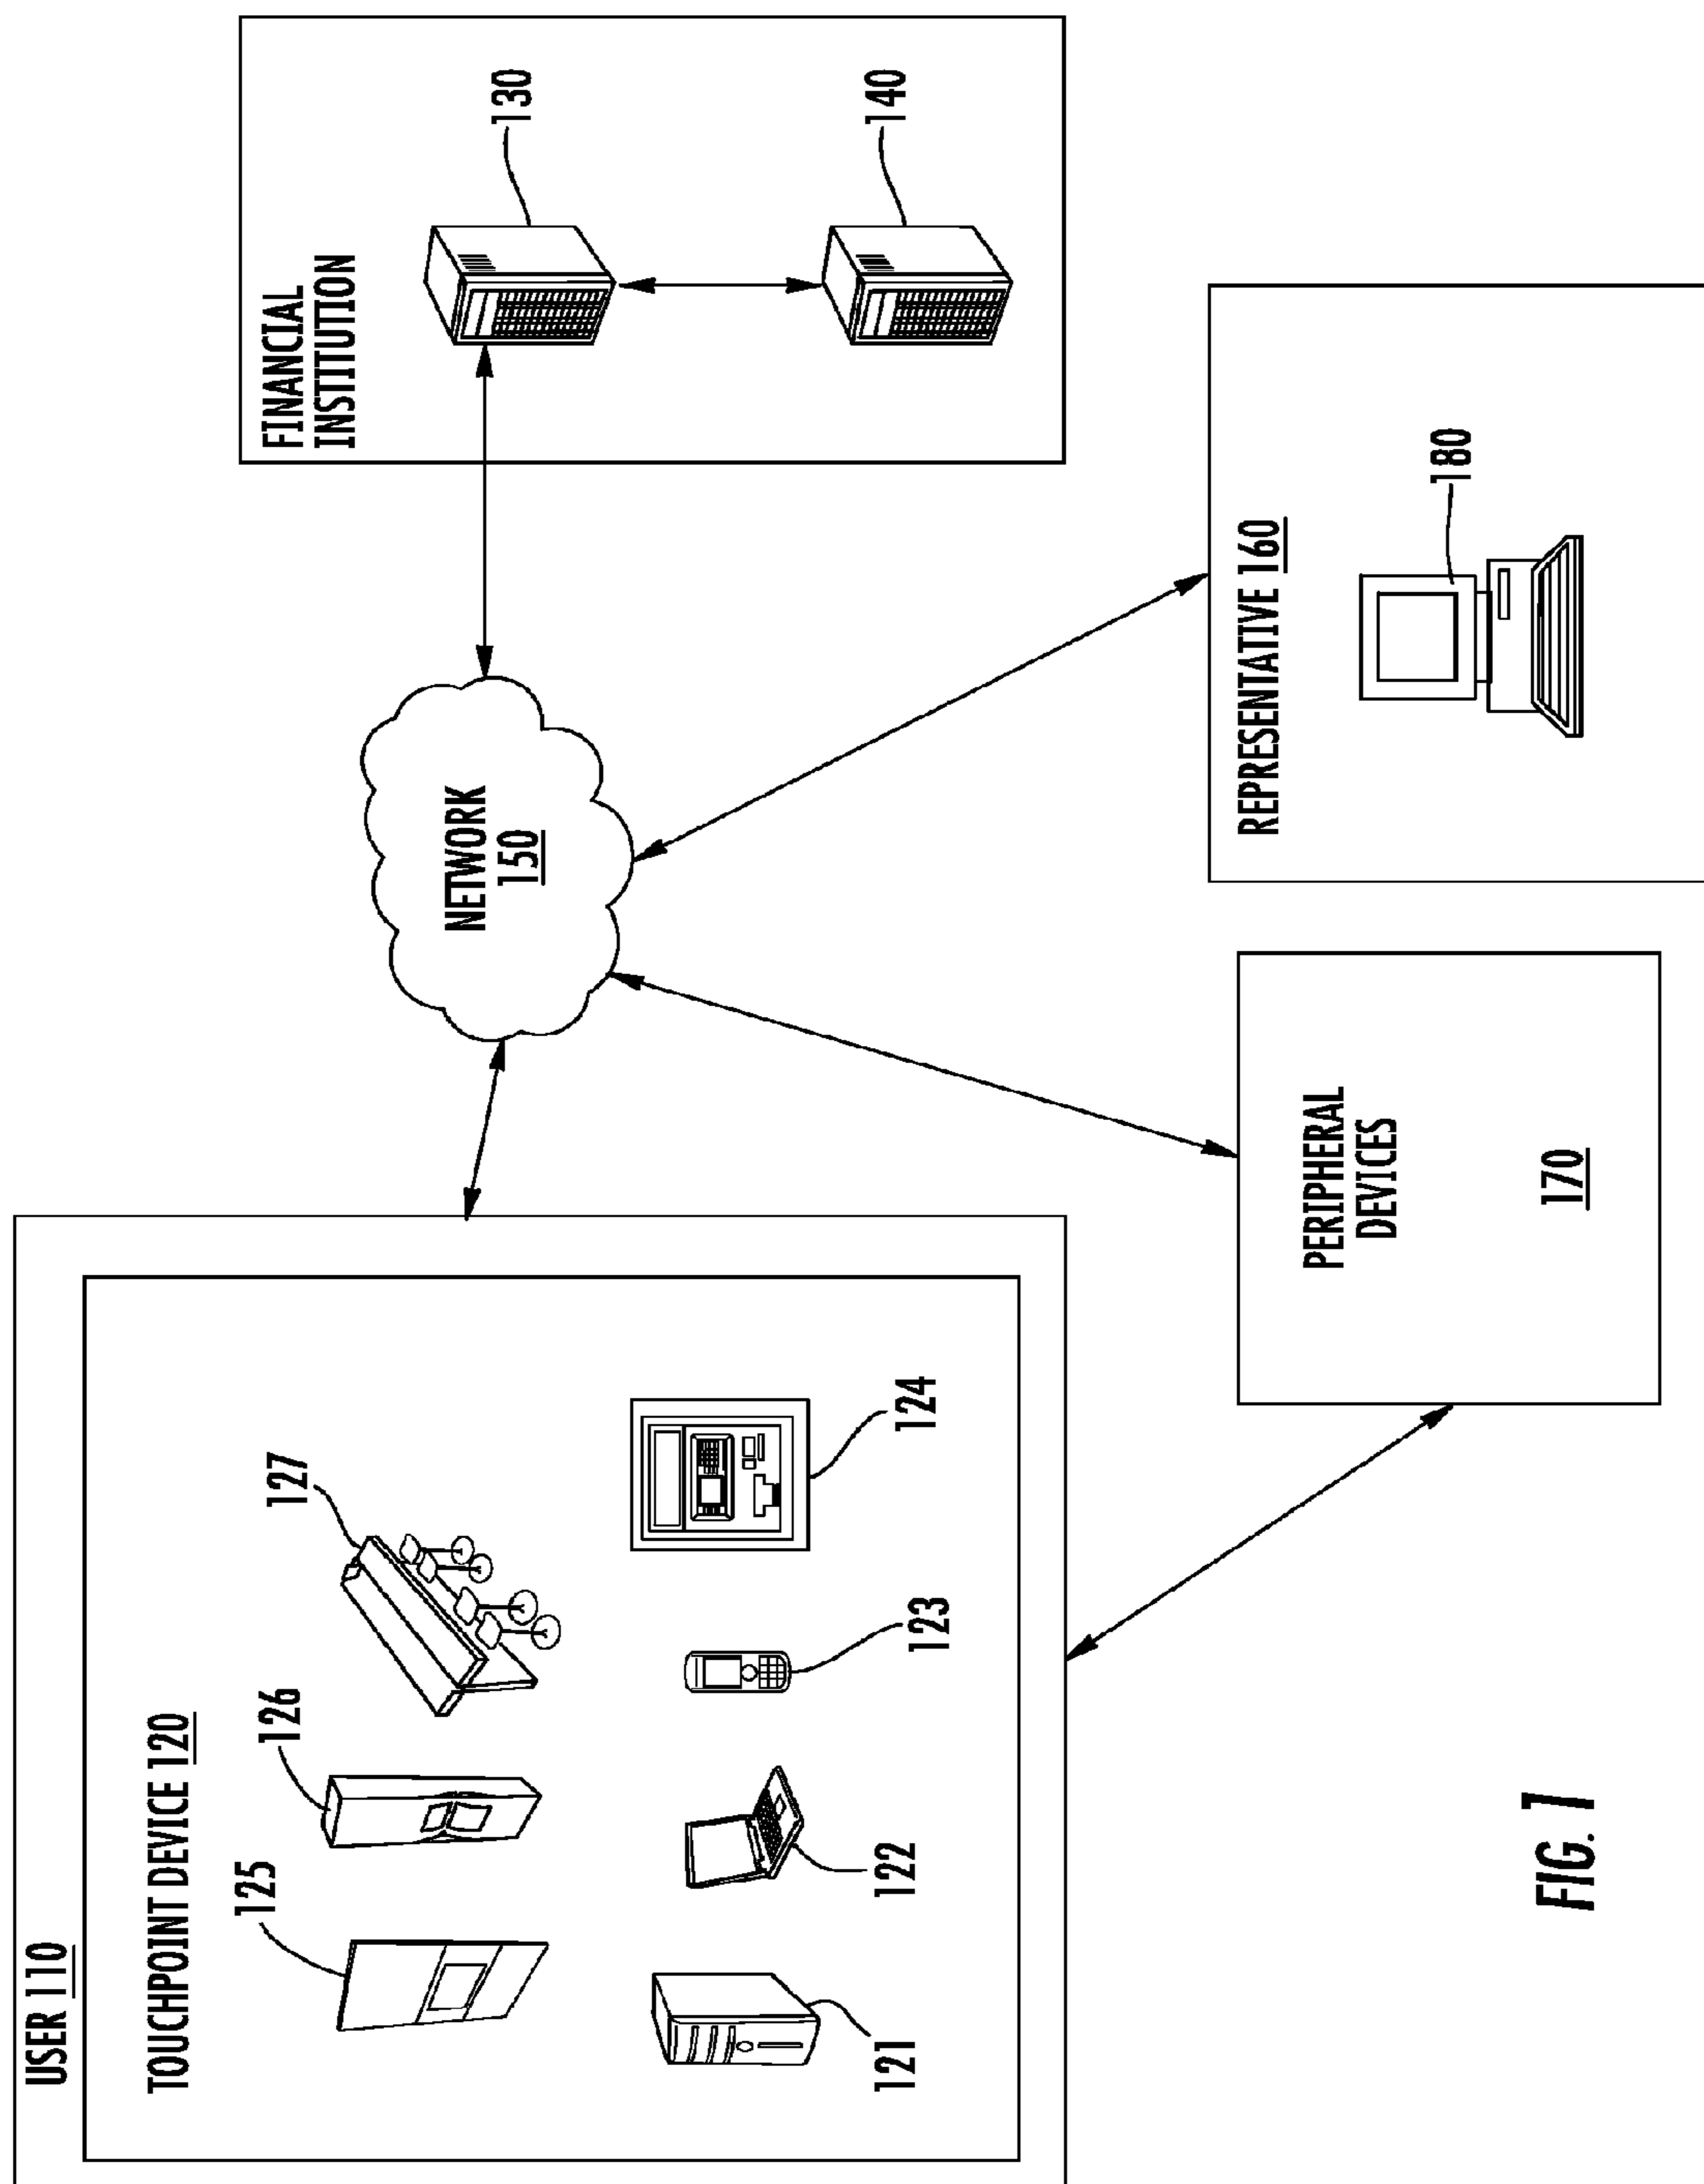 USER 110
TOUCHPOINT DEVICE 120
125
126
127
121
122
123
124
NETWORK
150
FINANCIAL
INSTITUTION
130
140
PERIPHERAL
DEVICES
170
REPRESENTATIVE 160
180
FIG. 1